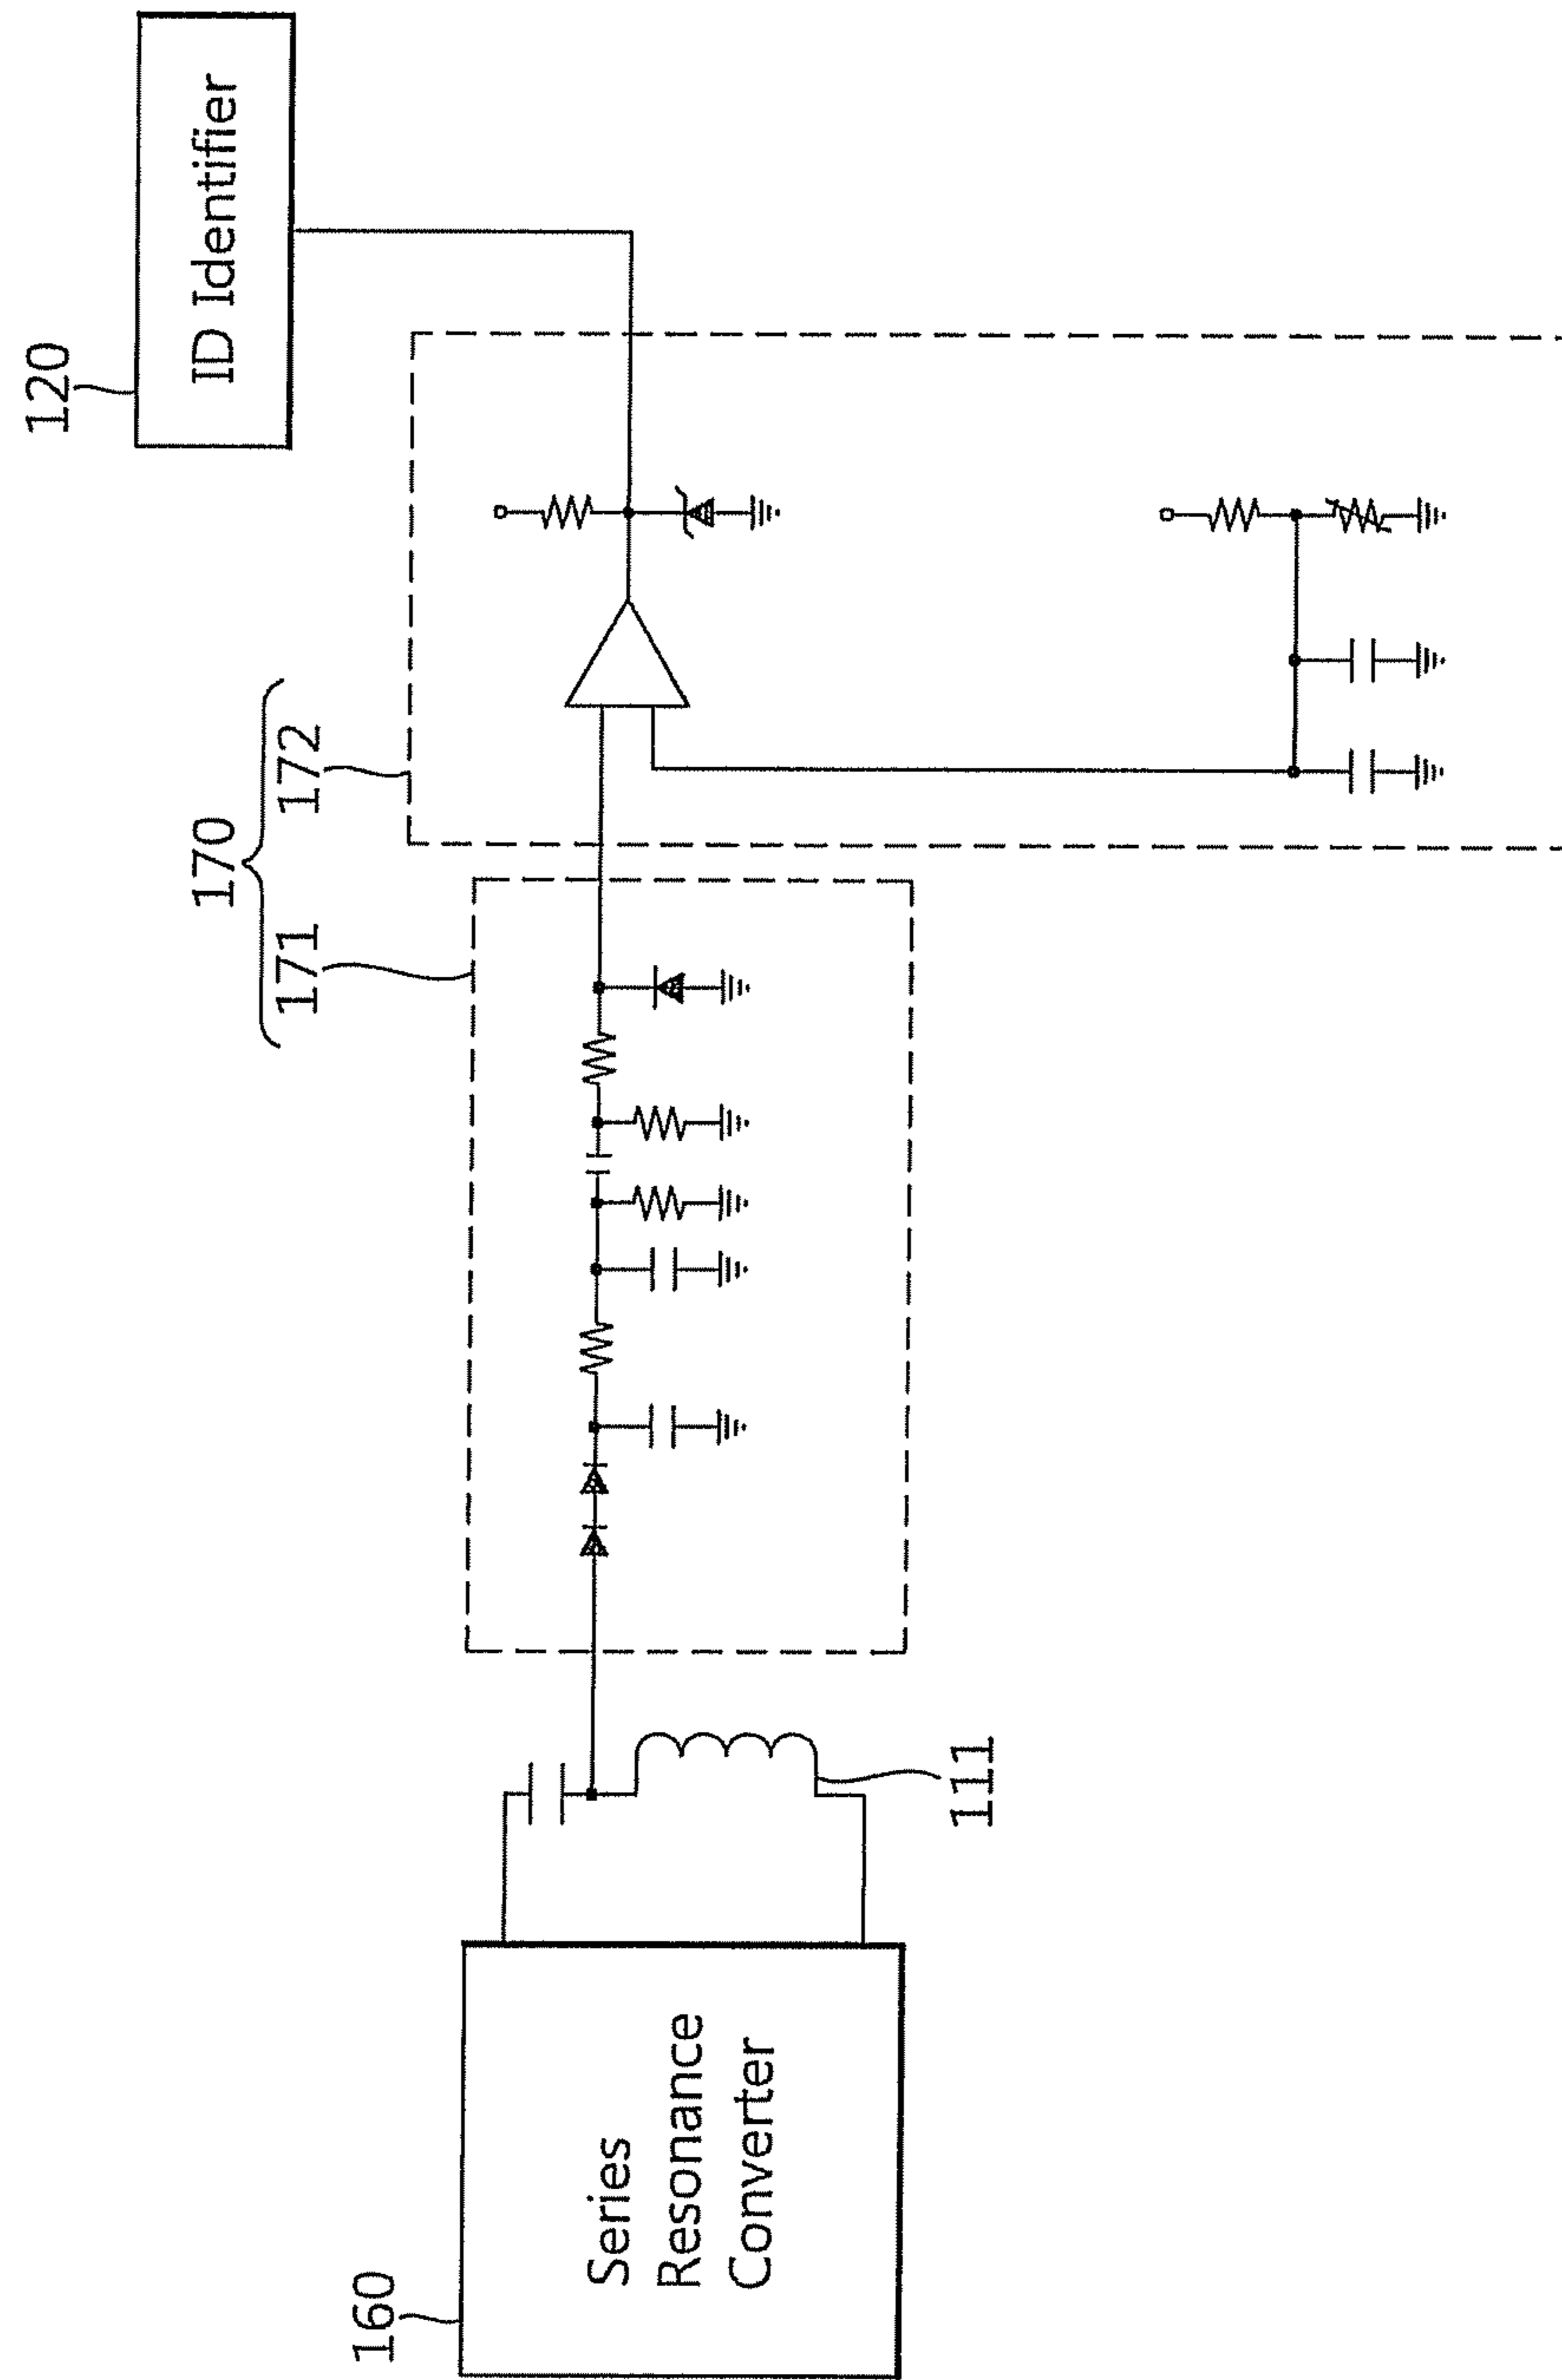 160
Series
Resonance
Converter
111
170
171
172
120
ID Identifier